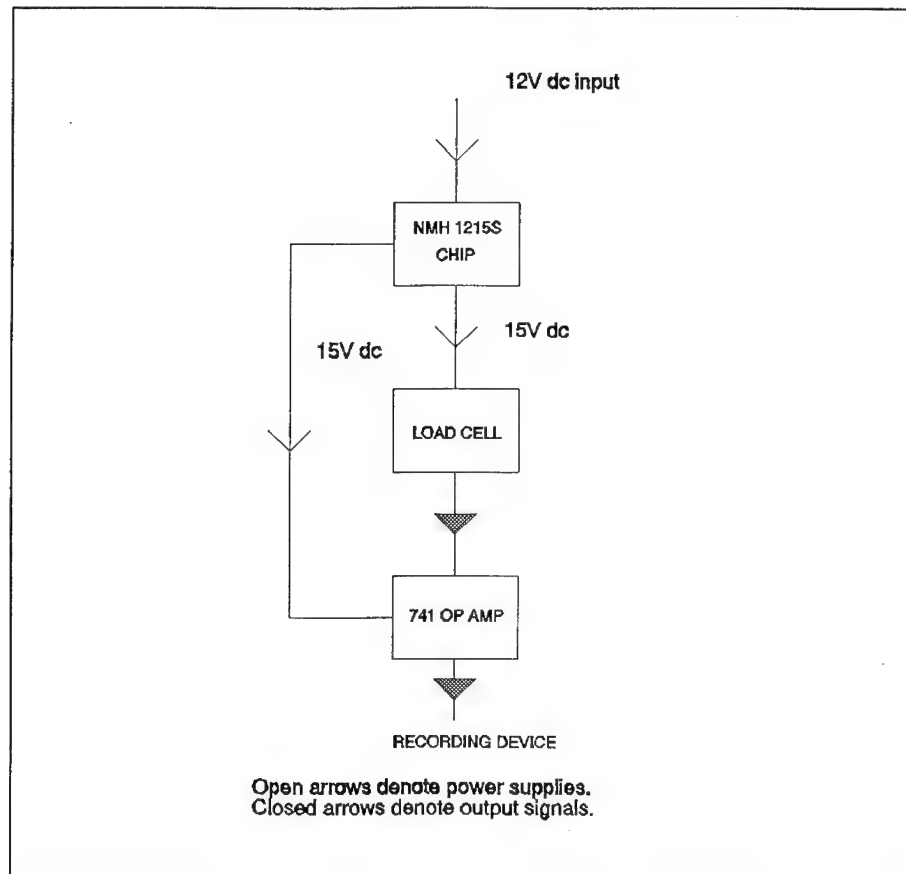 12V dc input
NMH 1215S
CHIP
15V dc
15V dc
LOAD CELL
741 OP AMP
RECORDING DEVICE
Open arrows denote power supplies.
Closed arrows denote output signals.